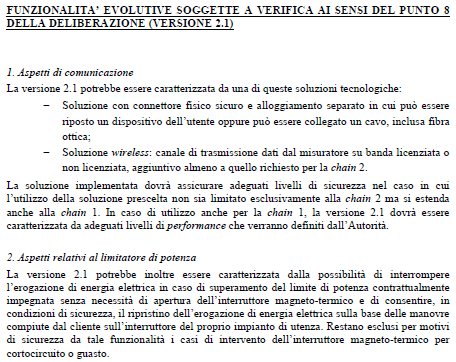 FUNZIONALITA’ EVOLUTIVE SOGGETTE A VERIFICA AI SENSI DEL PUNTO 8
DELLA DELIBERAZIONE (VERSIONE 2.1)
1. Aspetti di comunicazione
La versione 2.1 potrebbe essere caratterizzata da una di queste soluzioni tecnologiche:
− Soluzione con connettore fisico sicuro e alloggiamento separato in cui può essere
riposto un dispositivo dell’utente oppure può essere collegato un cavo, inclusa fibra
ottica;
− Soluzione wireless: canale di trasmissione dati dal misuratore su banda licenziata o
non licenziata, aggiuntivo almeno a quello richiesto per la chain 2.
La soluzione implementata dovrà assicurare adeguati livelli di sicurezza nel caso in cui
l’utilizzo della soluzione prescelta non sia limitato esclusivamente alla chain 2 ma si estenda
anche alla chain 1. In caso di utilizzo anche per la chain 1, la versione 2.1 dovrà essere
caratterizzata da adeguati livelli di performance che verranno definiti dall’Autorità.
2. Aspetti relativi al limitatore di potenza
La versione 2.1 potrebbe inoltre essere caratterizzata dalla possibilità di interrompere
l’erogazione di energia elettrica in caso di superamento del limite di potenza contrattualmente
impegnata senza necessità di apertura dell’interruttore magneto-termico e di consentire, in
condizioni di sicurezza, il ripristino dell’erogazione di energia elettrica sulla base delle manovre
compiute dal cliente sull’interruttore del proprio impianto di utenza. Restano esclusi per motivi
di sicurezza da tale funzionalità i casi di intervento dell’interruttore magneto-termico per
cortocircuito o guasto.